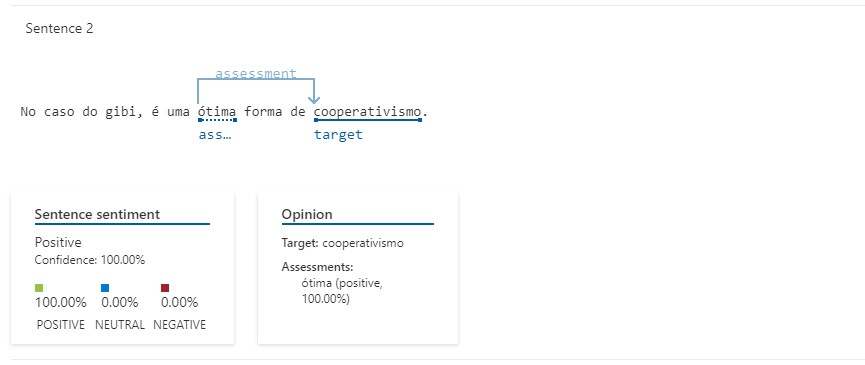 Sentence 2
assessment
No caso do gibi, é uma ótima forma de cooperativismo.
ass… target
Sentence sentiment
Positive
Confidence: 100.00%
100.00% 0.00% 0.00%
POSITIVE NEUTRAL NEGATIVE
Opinion
Target: cooperativismo
Assessments:
ótima (positive,
100.00%)